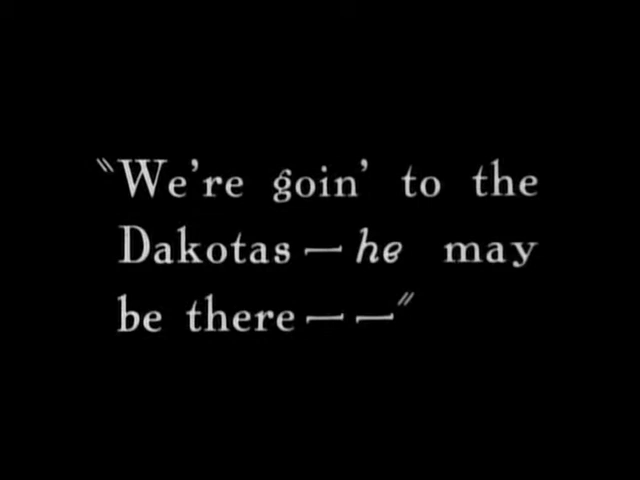 "We're goin' to the
Dakotas — he may
be there — —"